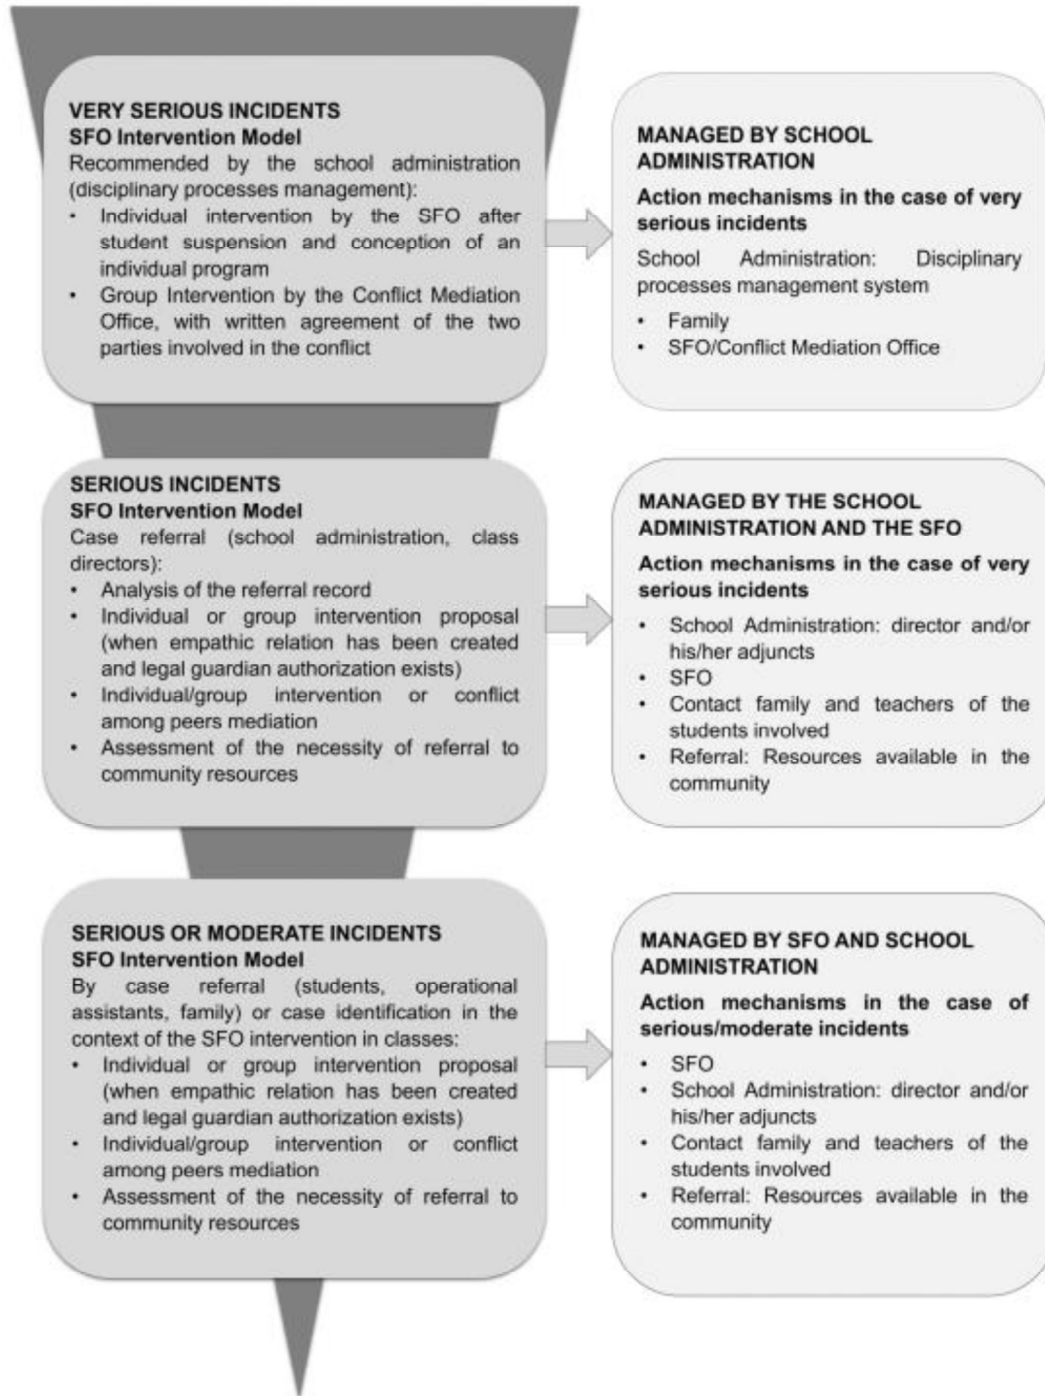 VERY SERIOUS INCIDENTS
SFO Intervention Model
Recommended by the school administration
(disciplinary processes management):
• Individual intervention by the SFO after
student suspension and conception of an
individual program
• Group Intervention by the Conflict Mediation
Office, with written agreement of the two
parties involved in the conflict
MANAGED BY SCHOOL
ADMINISTRATION
Action mechanisms in the case of very
serious incidents
School Administration: Disciplinary
processes management system
• Family
• SFO/Conflict Mediation Office
SERIOUS INCIDENTS
SFO Intervention Model
Case referral (school administration, class
directors):
• Analysis of the referral record
• Individual or group intervention proposal
(when empathic relation has been created
and legal guardian authorization exists)
• Individual/group intervention or conflict
among peers mediation
• Assessment of the necessity of referral to
community resources
MANAGED BY THE SCHOOL
ADMINISTRATION AND THE SFO
Action mechanisms in the case of very
serious incidents
• School Administration: director and/or
his/her adjuncts
• SFO
• Contact family and teachers of the
students involved
• Referral: Resources available in the
community
SERIOUS OR MODERATE INCIDENTS
SFO Intervention Model
By case referral (students, operational
assistants, family) or case identification in the
context of the SFO intervention in classes:
• Individual or group intervention proposal
(when empathic relation has been created
and legal guardian authorization exists)
• Individual/group intervention or conflict
among peers mediation
• Assessment of the necessity of referral to
community resources
MANAGED BY SFO AND SCHOOL
ADMINISTRATION
Action mechanisms in the case of
serious/moderate incidents
• SFO
• School Administration: director and/or
his/her adjuncts
• Contact family and teachers of the
students involved
• Referral: Resources available in the
community